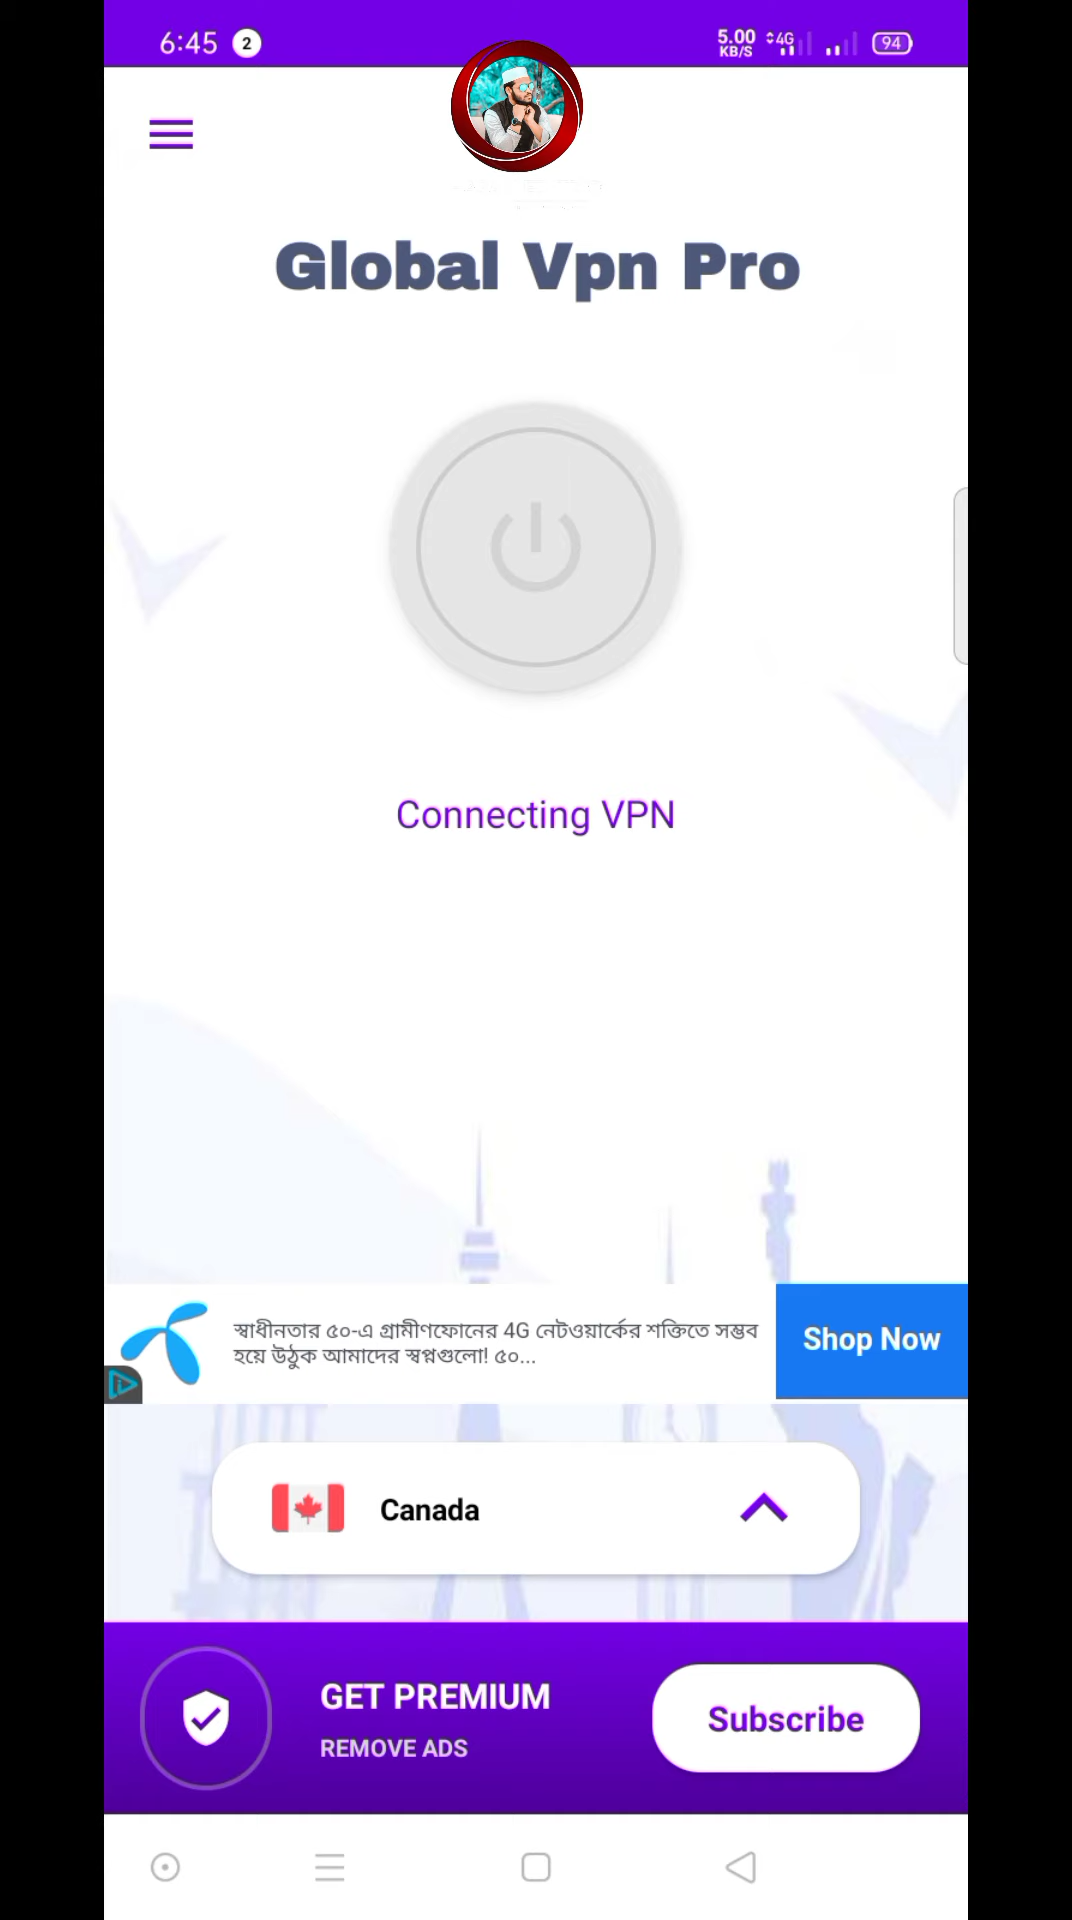 6:45 2 5.00 KB/S 4G 94
Global Vpn Pro
Connecting VPN
স্বাধীনতার ৫০-এ গ্রামীণফোনের 4G নেটওয়ার্কের শক্তিতে সম্ভব
হয়ে উঠুক আমাদের স্বপ্নগুলো! ৫০...
Shop Now
Canada
GET PREMIUM
REMOVE ADS
Subscribe